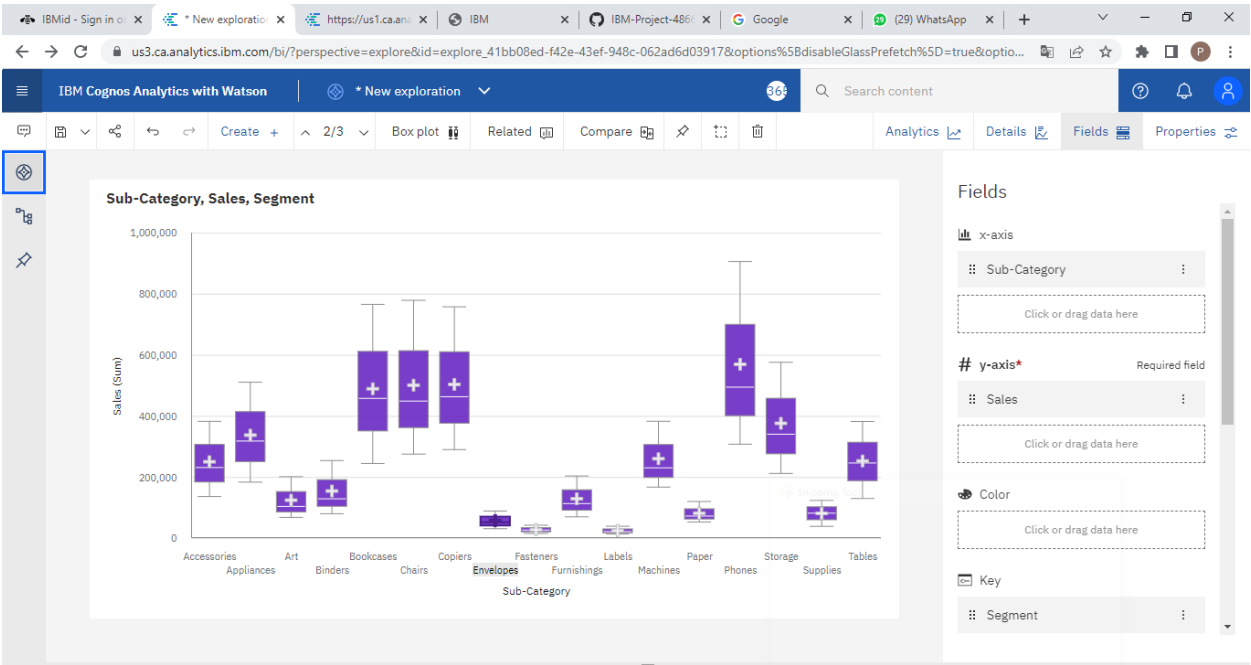 IBMid - Sign in or
* New exploration
https://us1.ca.ana
IBM
IBM-Project-486
Google
(29) WhatsApp
us3.ca.analytics.ibm.com/bi/?perspective=explore&id=explore_41bb08ed-f42e-43ef-948c-062ad6d03917&options%5BdisableGlassPrefetch%5D=true&optio...
P
IBM Cognos Analytics with Watson
* New exploration
Search content
Create +
2/3
Box plot
Related
Compare
Analytics
Details
Fields
Properties
Sub-Category, Sales, Segment
1,000,000
800,000
600,000
400,000
200,000
0
Sales (Sum)
Accessories
Appliances
Art
Binders
Bookcases
Chairs
Copiers
Envelopes
Fasteners
Furnishings
Labels
Machines
Paper
Phones
Storage
Supplies
Tables
Sub-Category
Fields
x-axis
Sub-Category
Click or drag data here
# y-axis*
Required field
Sales
Click or drag data here
Color
Click or drag data here
Key
Segment